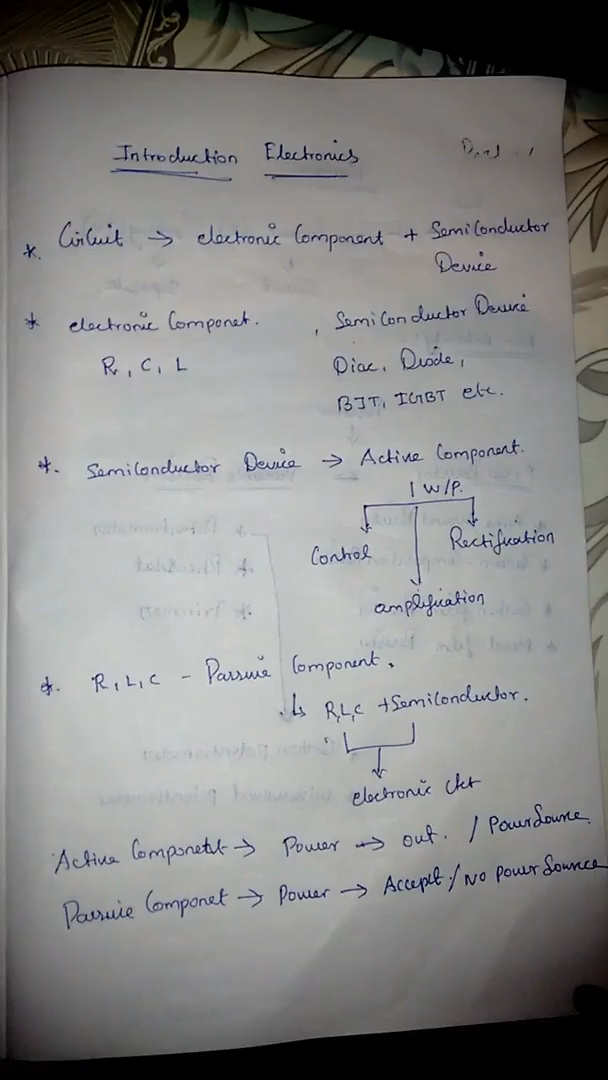 Introduction Electronics
*. Circuit → electronic Component + Semiconductor
Device
* electronic Componet. , Semiconductor Device
R, C, L Diac, Diode,
BJT, IGBT etc.
*. Semiconductor Device → Active Component.
I W/P.
Control Rectification
amplification
*. R, L, C - Passive Component.
↳ R,L,C + Semiconductor.
electronic Ckt
Active Componet → Power → out. / Power Source.
Passive Componet → Power → Accept / No power Source